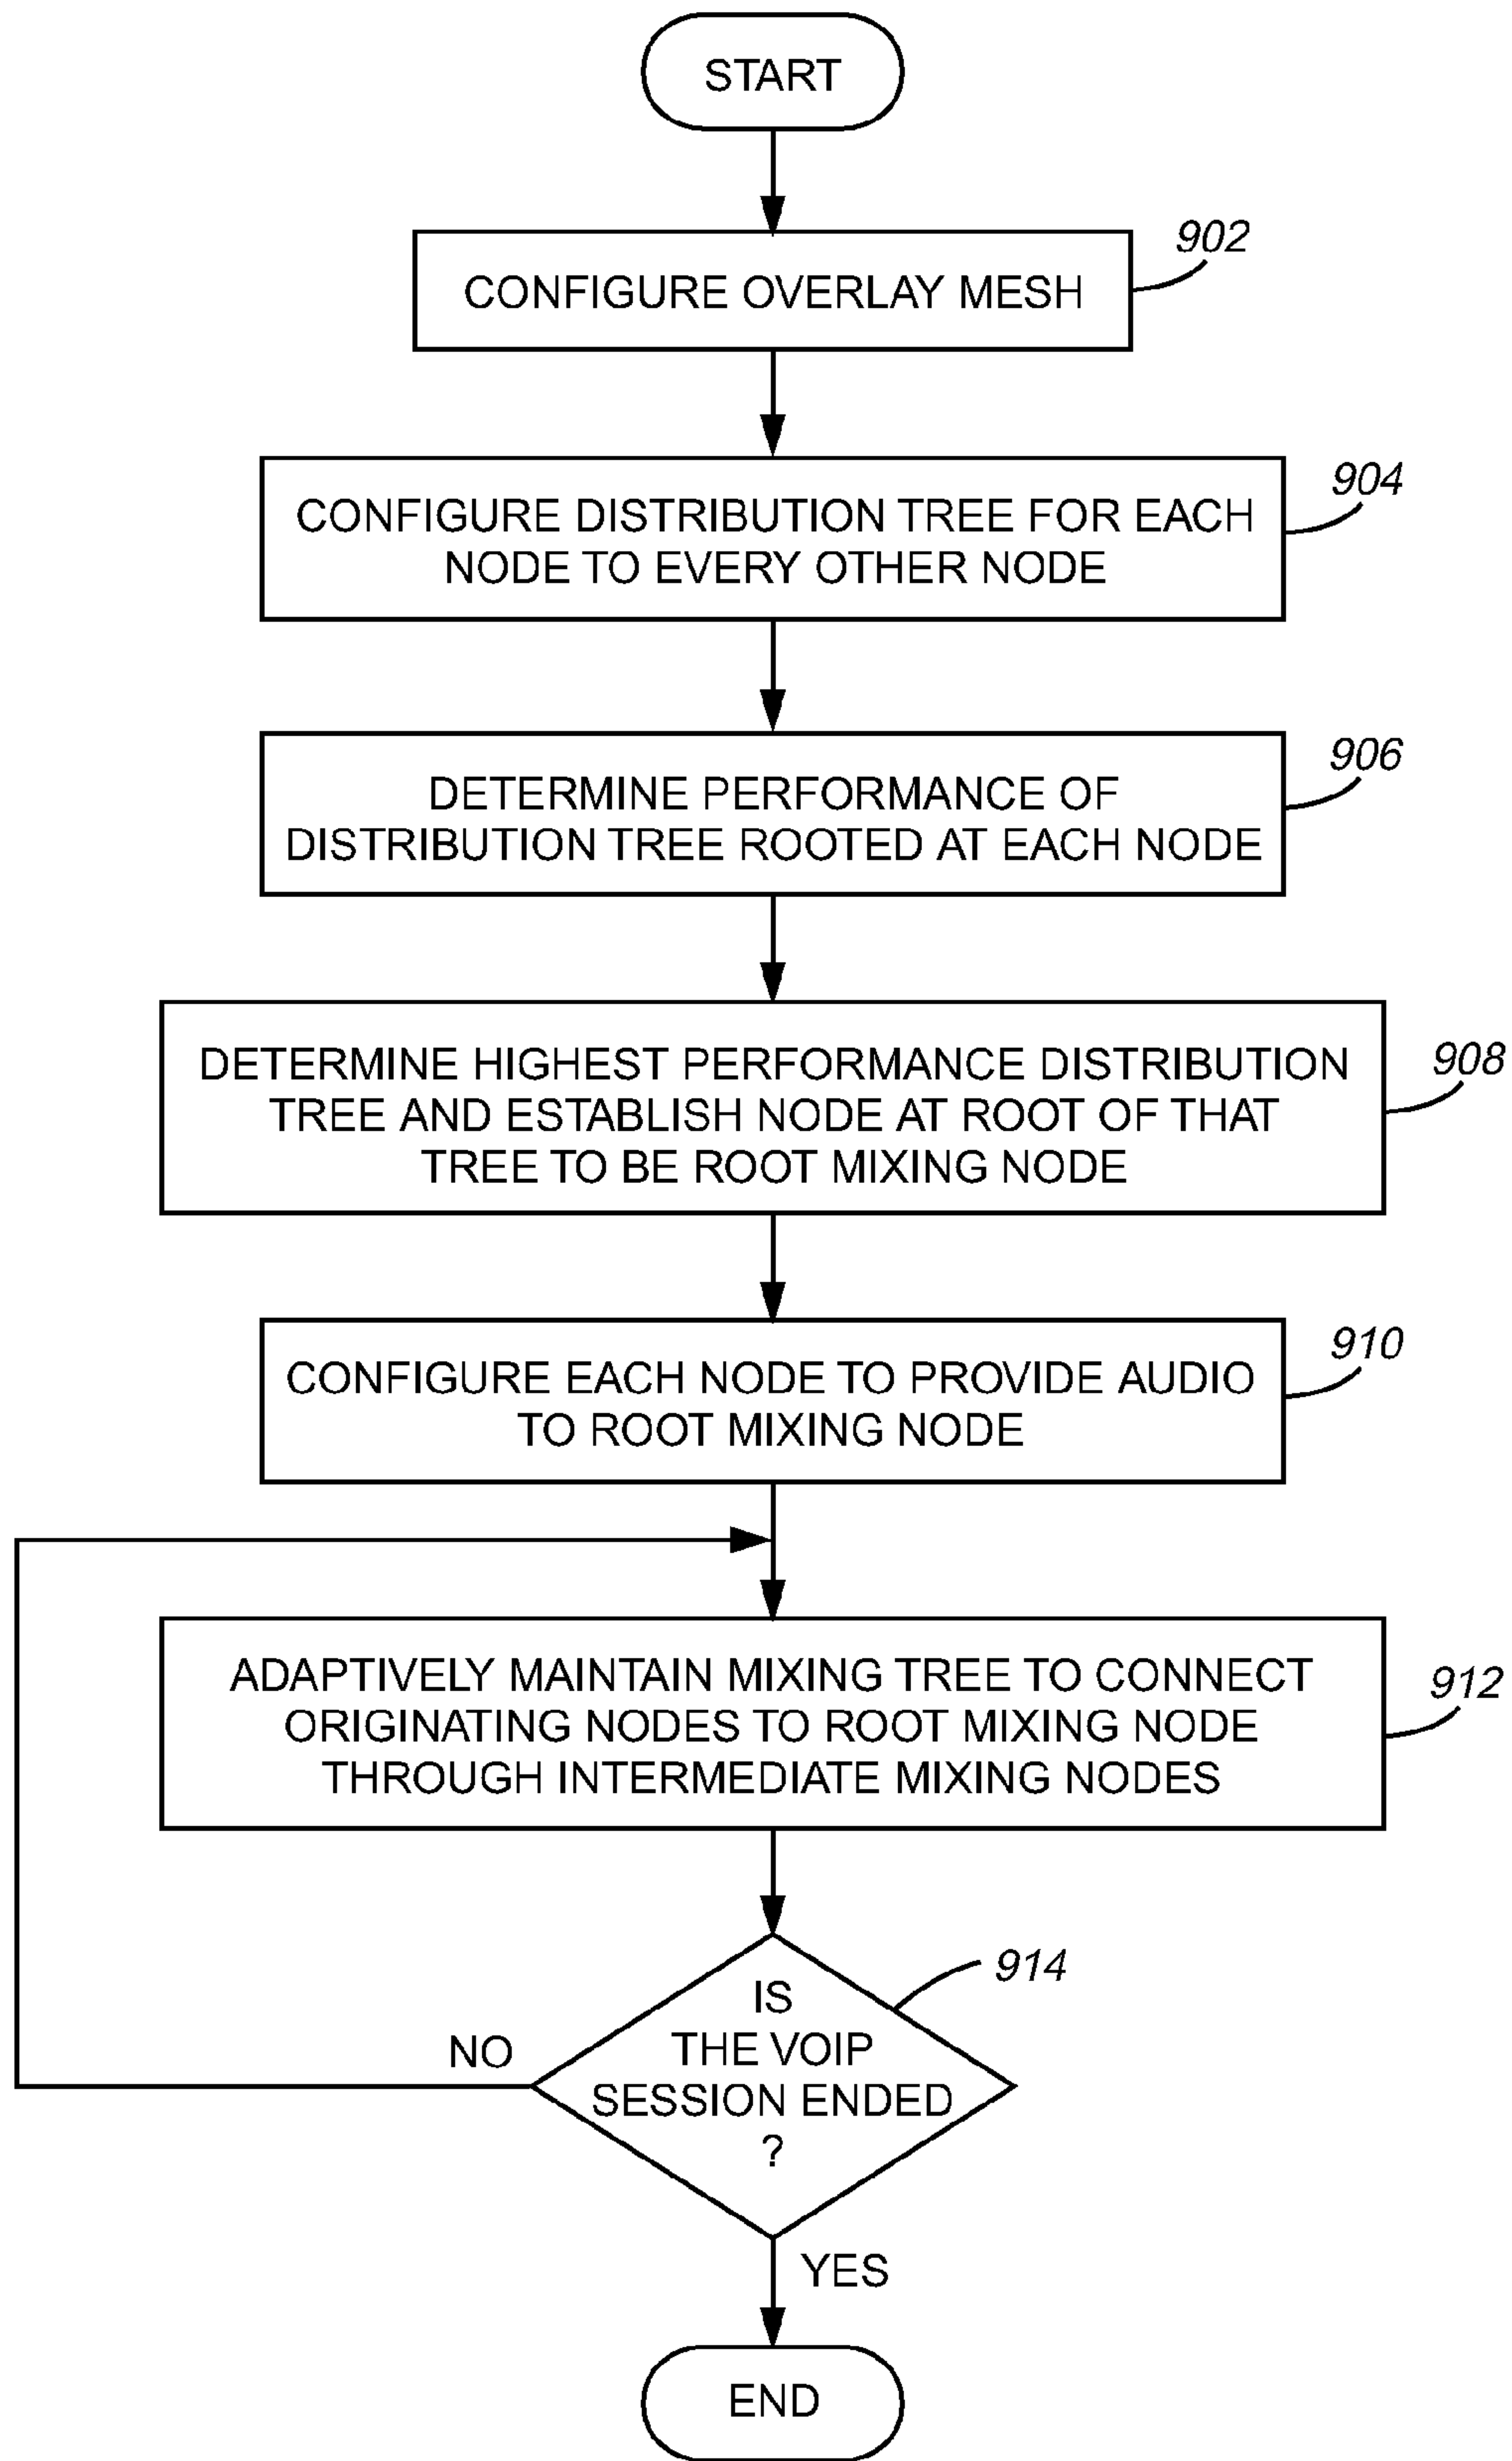 START
902
CONFIGURE OVERLAY MESH
904
CONFIGURE DISTRIBUTION TREE FOR EACH
NODE TO EVERY OTHER NODE
906
DETERMINE PERFORMANCE OF
DISTRIBUTION TREE ROOTED AT EACH NODE
908
DETERMINE HIGHEST PERFORMANCE DISTRIBUTION
TREE AND ESTABLISH NODE AT ROOT OF THAT
TREE TO BE ROOT MIXING NODE
910
CONFIGURE EACH NODE TO PROVIDE AUDIO
TO ROOT MIXING NODE
912
ADAPTIVELY MAINTAIN MIXING TREE TO CONNECT
ORIGINATING NODES TO ROOT MIXING NODE
THROUGH INTERMEDIATE MIXING NODES
914
IS
THE VOIP
SESSION ENDED
?
NO
YES
END